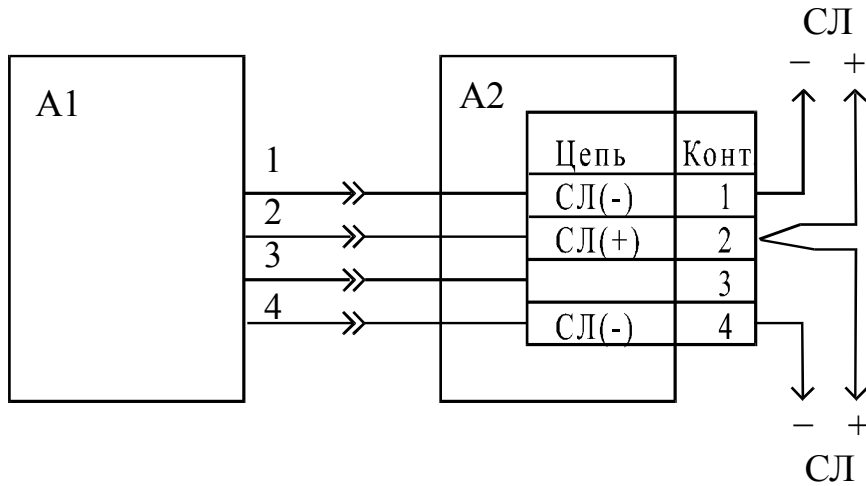 СЛ
− +
А1
А2
1
2
3
4
Цепь Конт
СЛ(-) 1
СЛ(+) 2
3
СЛ(-) 4
− +
СЛ